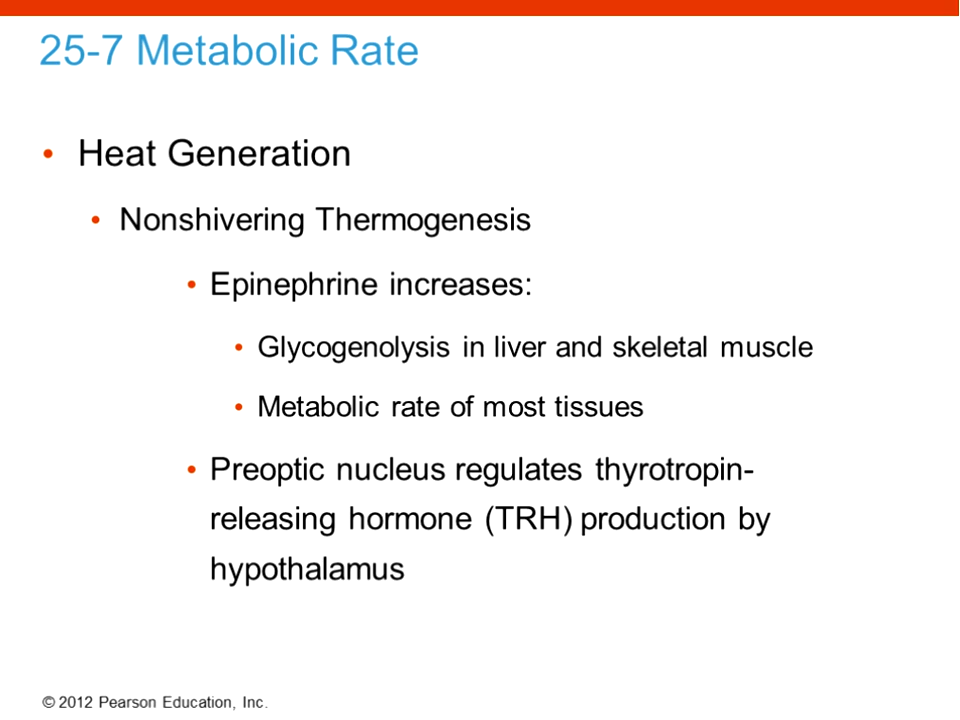 25-7 Metabolic Rate
• Heat Generation
• Nonshivering Thermogenesis
• Epinephrine increases:
• Glycogenolysis in liver and skeletal muscle
• Metabolic rate of most tissues
• Preoptic nucleus regulates thyrotropin-
releasing hormone (TRH) production by
hypothalamus
© 2012 Pearson Education, Inc.